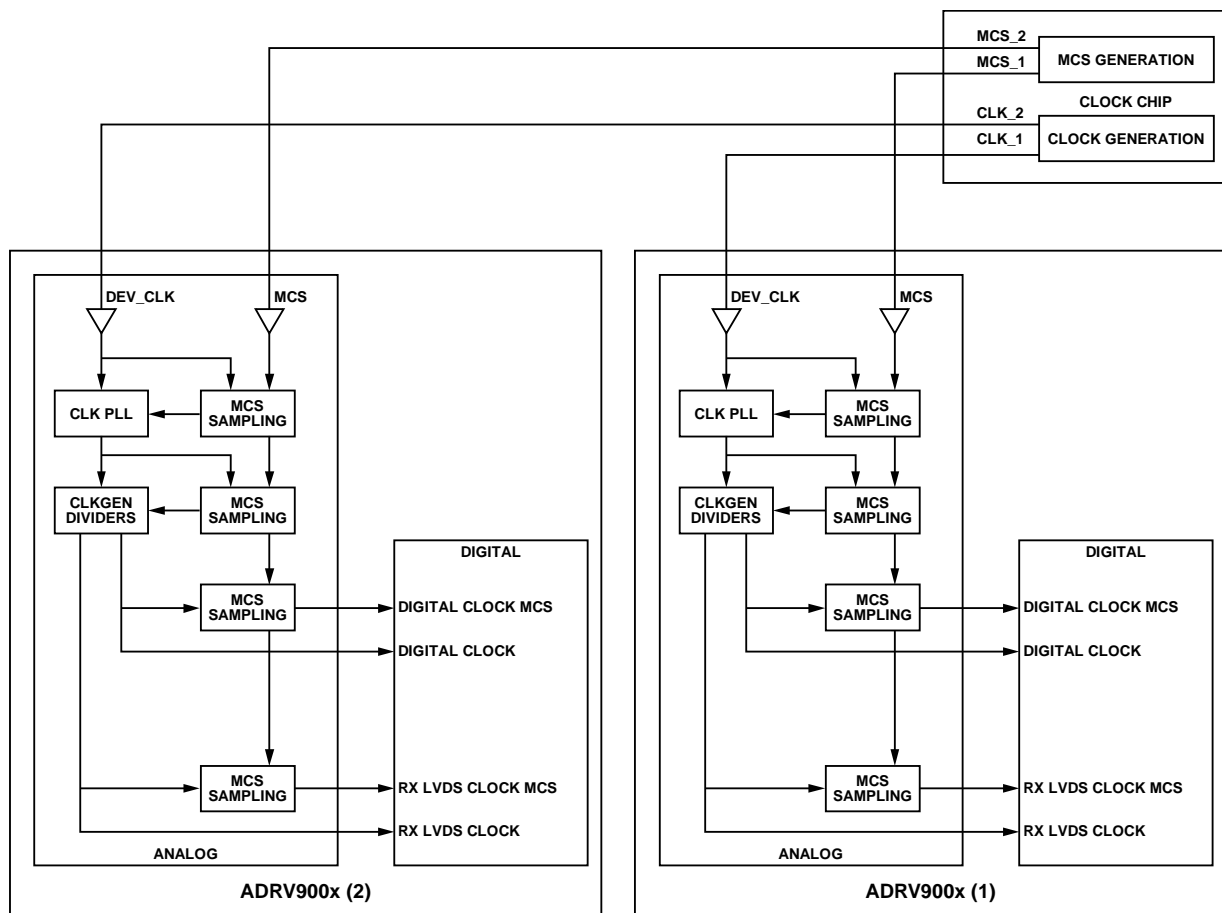 MCS_2
MCS_1
MCS GENERATION
CLOCK CHIP
CLK_2
CLK_1
CLOCK GENERATION
DEV_CLK
MCS
CLK PLL
MCS
SAMPLING
CLKGEN
DIVIDERS
MCS
SAMPLING
DIGITAL
MCS
SAMPLING
DIGITAL CLOCK MCS
DIGITAL CLOCK
MCS
SAMPLING
RX LVDS CLOCK MCS
RX LVDS CLOCK
ANALOG
ADRV900x (2)
DEV_CLK
MCS
CLK PLL
MCS
SAMPLING
CLKGEN
DIVIDERS
MCS
SAMPLING
DIGITAL
MCS
SAMPLING
DIGITAL CLOCK MCS
DIGITAL CLOCK
MCS
SAMPLING
RX LVDS CLOCK MCS
RX LVDS CLOCK
ANALOG
ADRV900x (1)